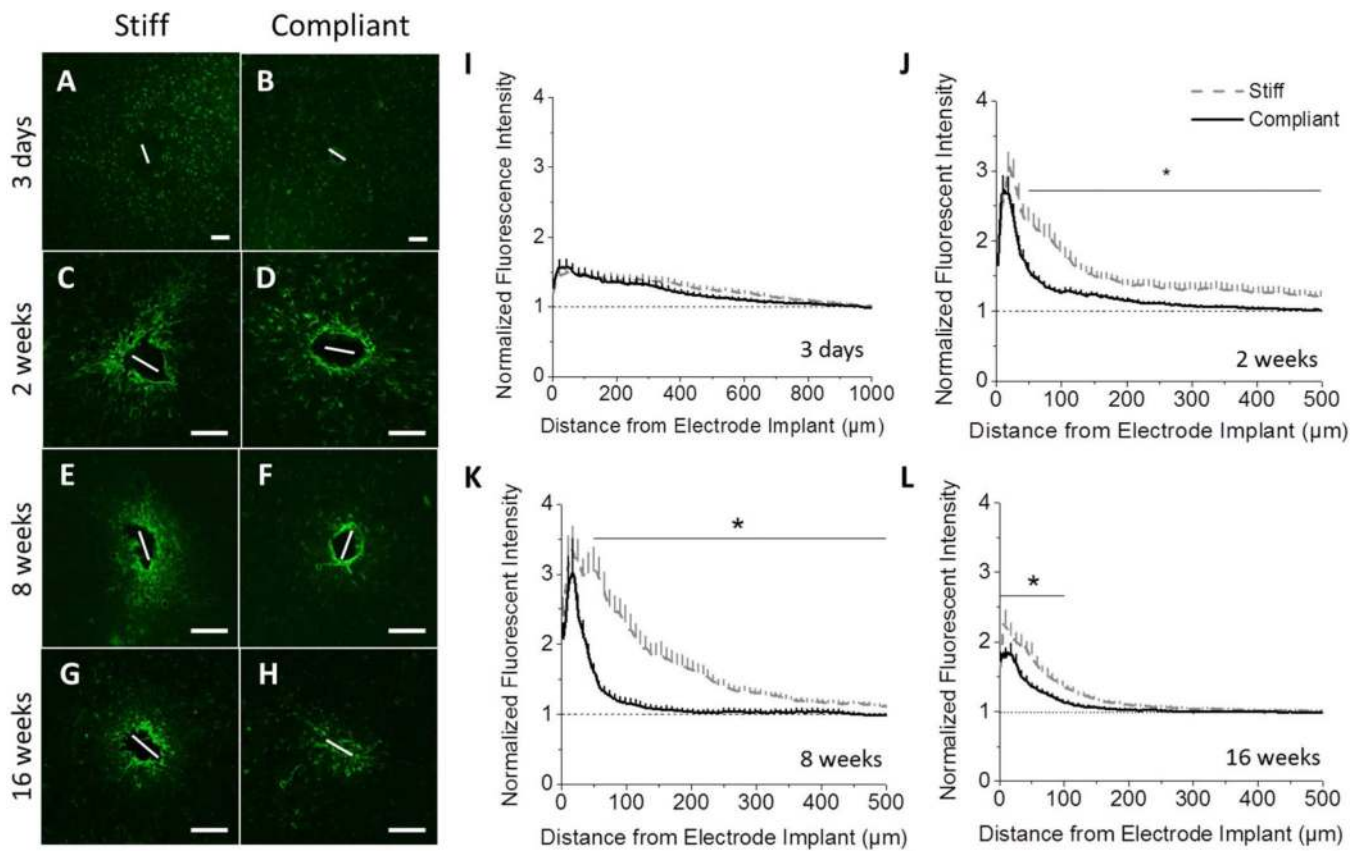 Stiff
Compliant
3 days
A
B
2 weeks
C
D
8 weeks
E
F
16 weeks
G
H
I
Normalized Fluorescence Intensity
4
3
2
1
0
3 days
0 200 400 600 800 1000
Distance from Electrode Implant (µm)
J
Normalized Fluorescent Intensity
4
3
2
1
0
Stiff
Compliant
*
2 weeks
0 100 200 300 400 500
Distance from Electrode Implant (µm)
K
Normalized Fluorescent Intensity
4
3
2
1
0
*
8 weeks
0 100 200 300 400 500
Distance from Electrode Implant (µm)
L
Normalized Fluorescent Intensity
4
3
2
1
0
*
16 weeks
0 100 200 300 400 500
Distance from Electrode Implant (µm)